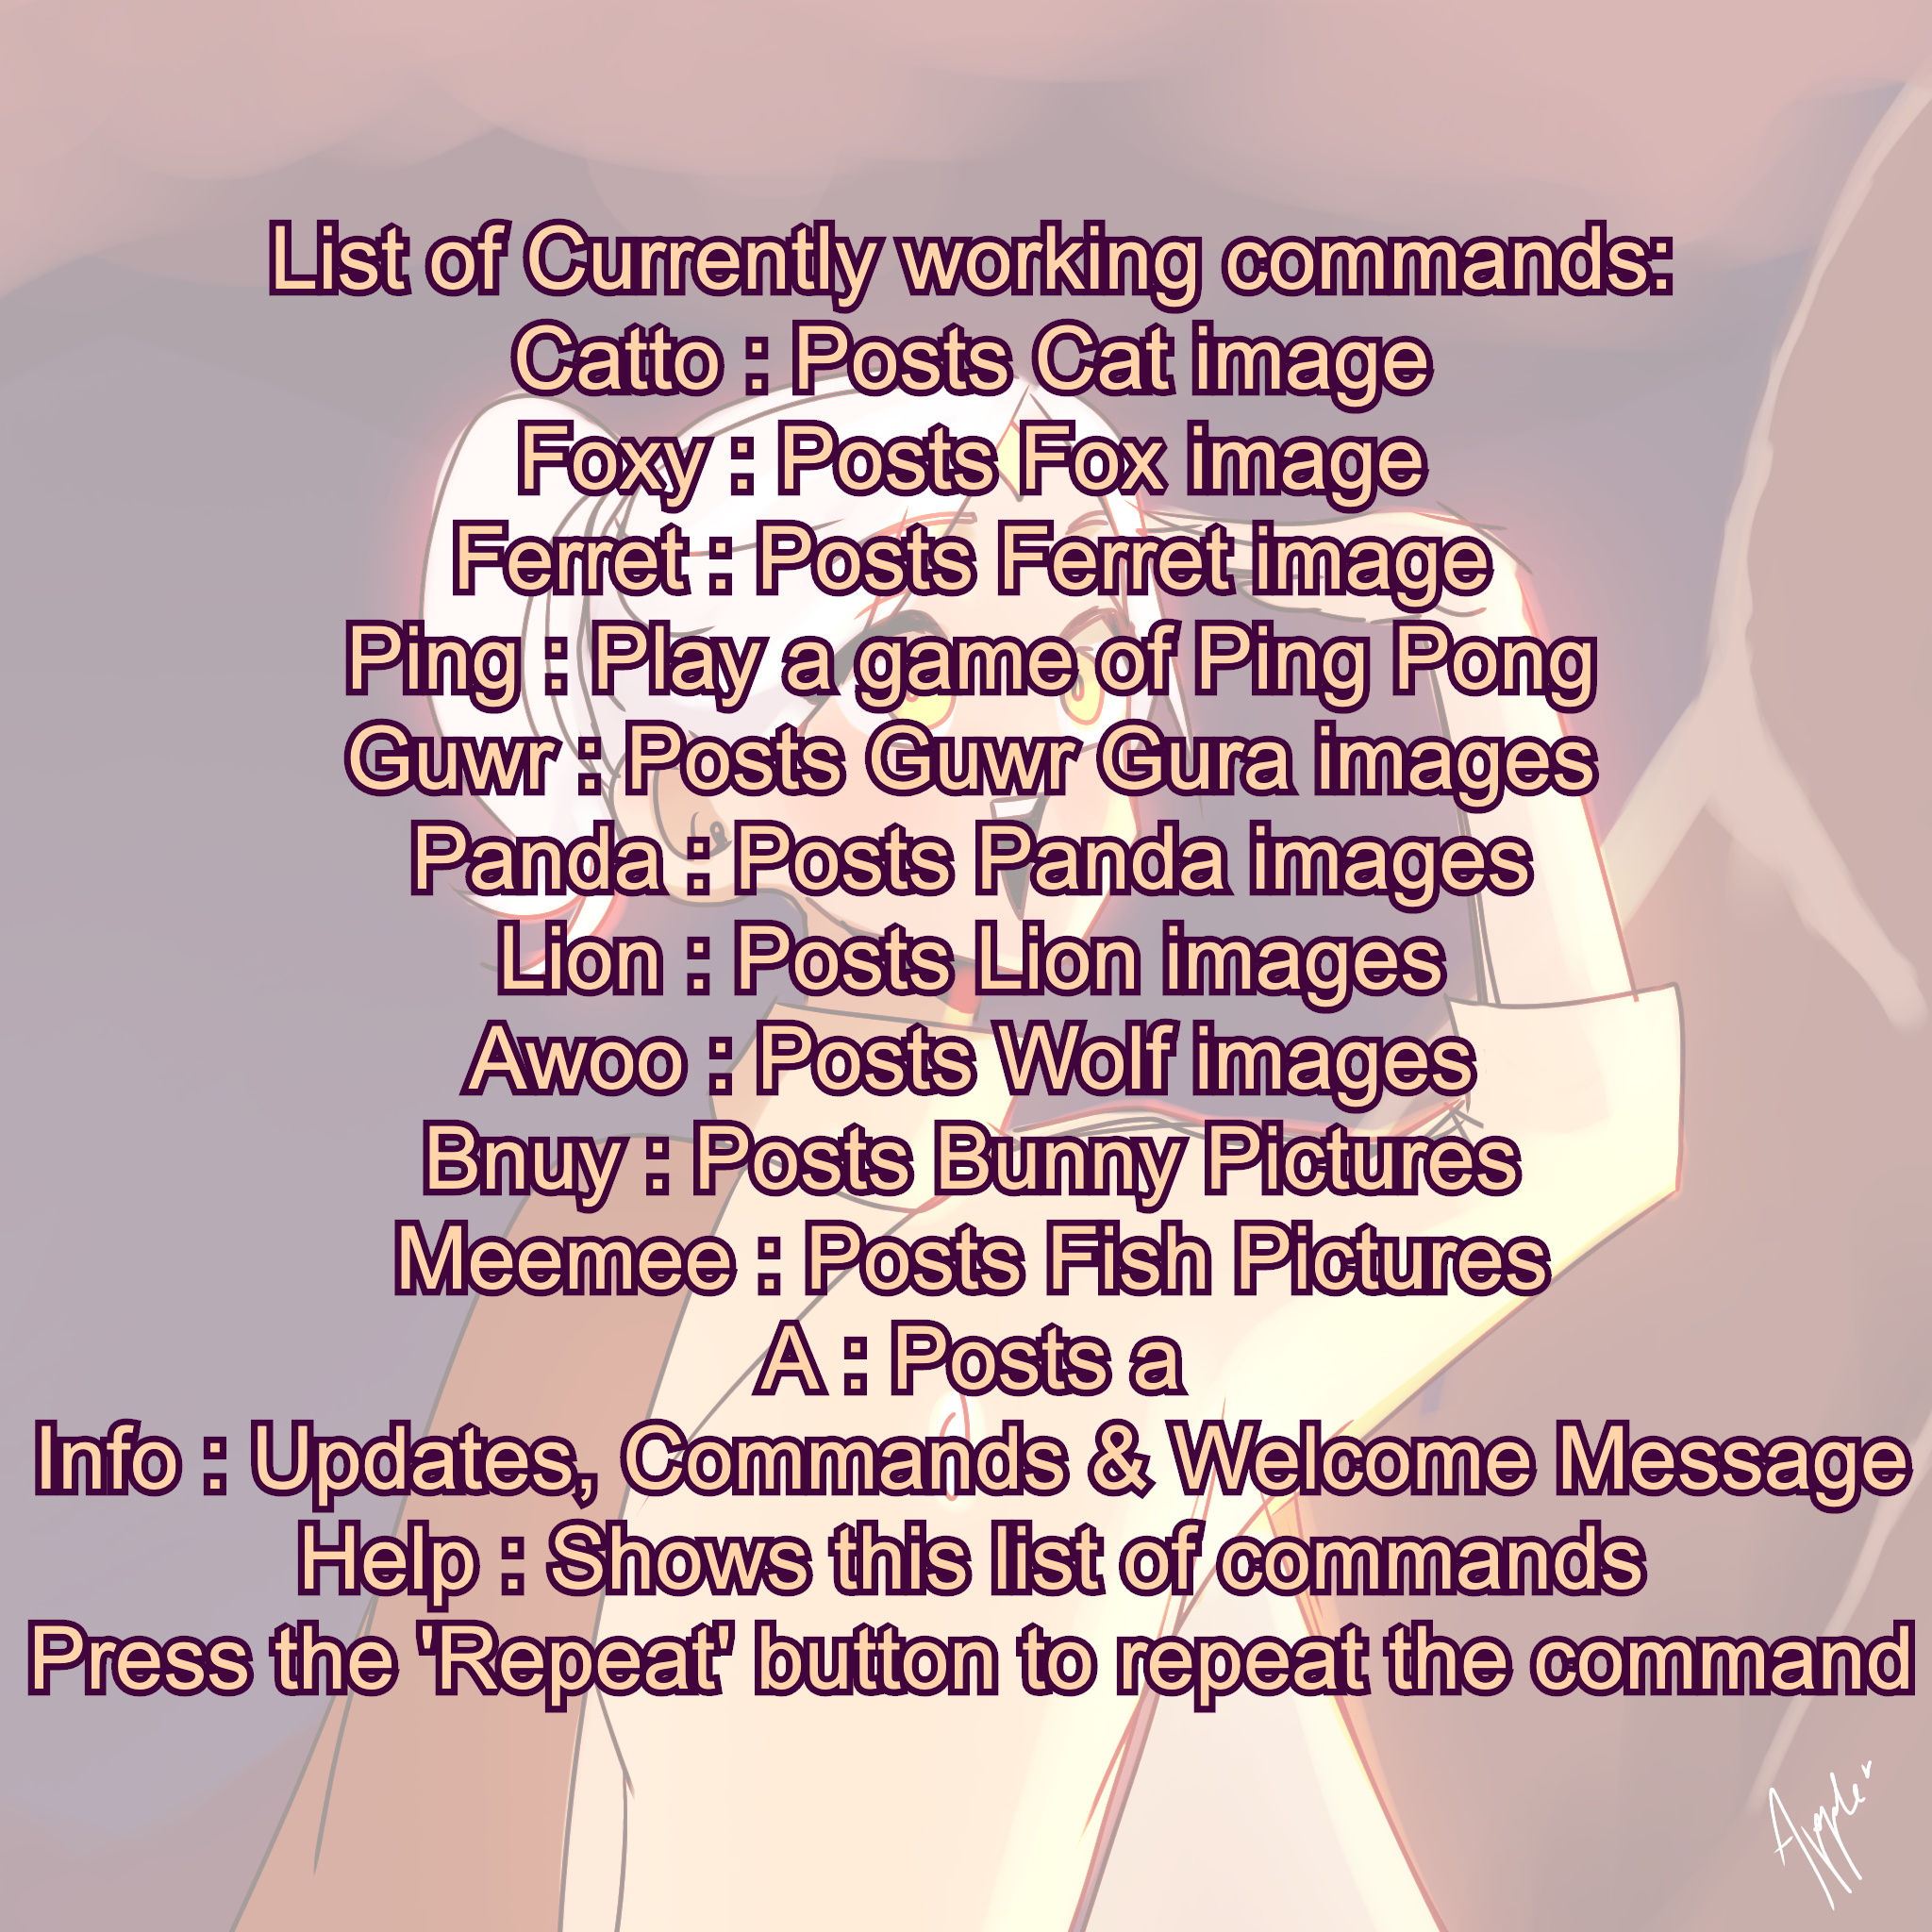 List of Currently working commands:
Catto : Posts Cat image
Foxy : Posts Fox image
Ferret : Posts Ferret image
Ping : Play a game of Ping Pong
Guwr : Posts Guwr Gura images
Panda : Posts Panda images
Lion : Posts Lion images
Awoo : Posts Wolf images
Bnuy : Posts Bunny Pictures
Meemee : Posts Fish Pictures
A : Posts a
Info : Updates, Commands & Welcome Message
Help : Shows this list of commands
Press the 'Repeat' button to repeat the command
Apple